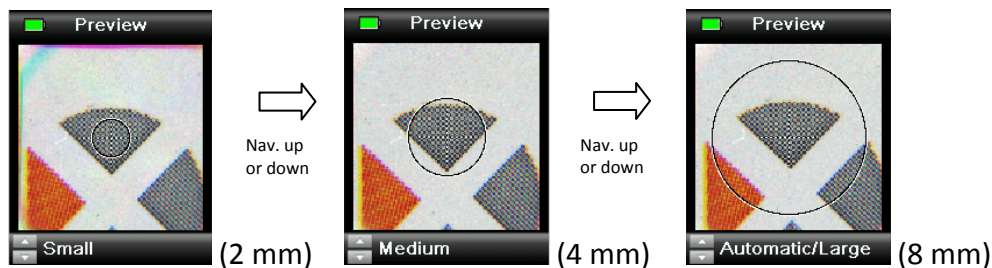 Preview
Small
(2 mm)
Nav. up
or down
Preview
Medium
(4 mm)
Nav. up
or down
Preview
Automatic/Large
(8 mm)